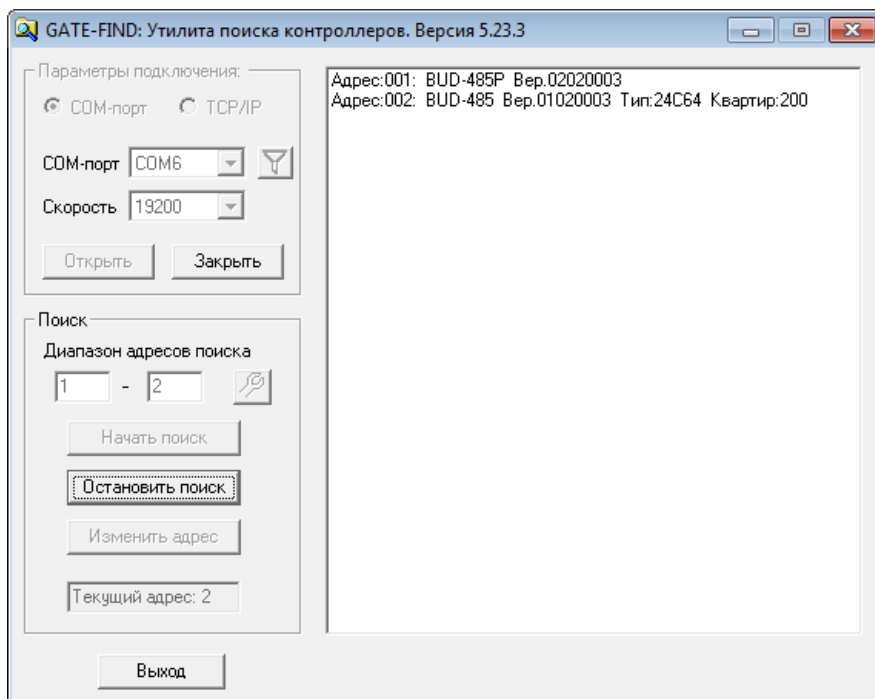 GATE-FIND: Утилита поиска контроллеров. Версия 5.23.3
Параметры подключения:
COM-порт TCP/IP
COM-порт COM6
Скорость 19200
Открыть Закрыть
Поиск
Диапазон адресов поиска
1 - 2
Начать поиск
Остановить поиск
Изменить адрес
Текущий адрес: 2
Выход
Адрес:001: BUD-485P Вер.02020003
Адрес:002: BUD-485 Вер.01020003 Тип:24C64 Квартир:200